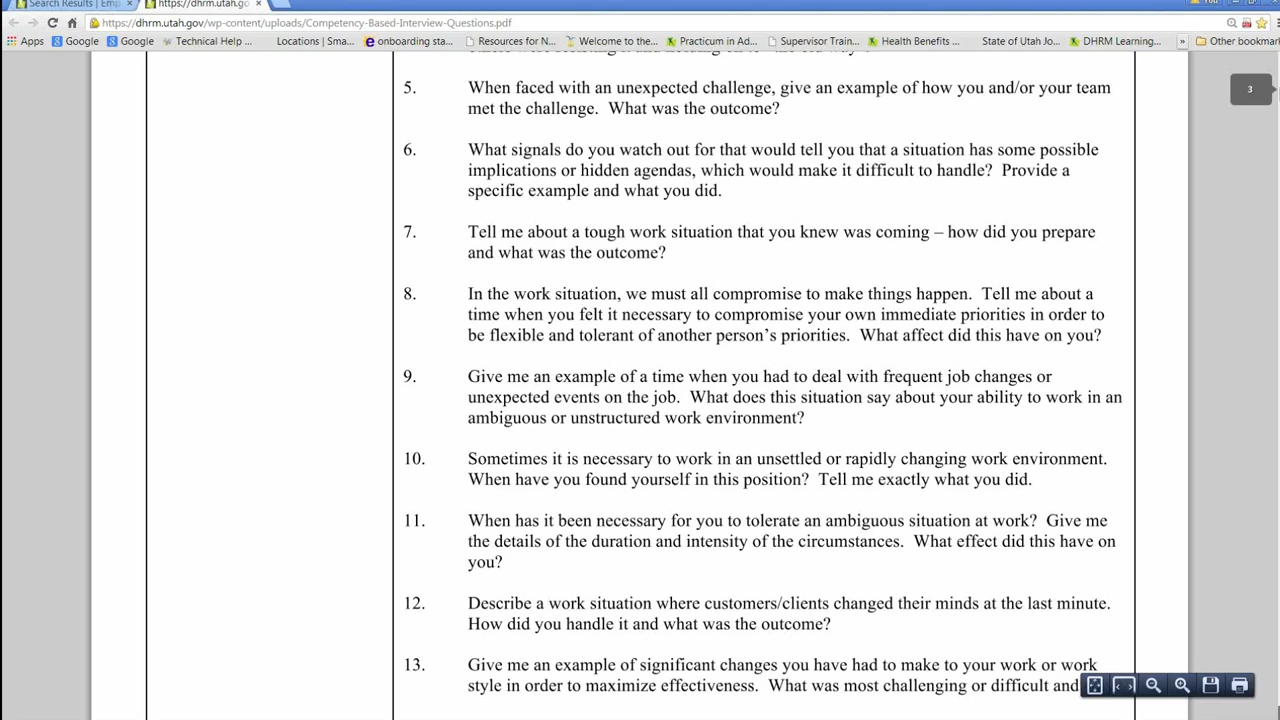 Search Results | Emp
https://dhrm.utah.go
You
https://dhrm.utah.gov/wp-content/uploads/Competency-Based-Interview-Questions.pdf
Apps Google Google Technical Help ... Locations | Sma... onboarding sta... Resources for N... Welcome to the... Practicum in Ad... Supervisor Train... Health Benefits ... State of Utah Jo... DHRM Learning... » Other bookmar
5. When faced with an unexpected challenge, give an example of how you and/or your team
met the challenge. What was the outcome?
6. What signals do you watch out for that would tell you that a situation has some possible
implications or hidden agendas, which would make it difficult to handle? Provide a
specific example and what you did.
7. Tell me about a tough work situation that you knew was coming – how did you prepare
and what was the outcome?
8. In the work situation, we must all compromise to make things happen. Tell me about a
time when you felt it necessary to compromise your own immediate priorities in order to
be flexible and tolerant of another person's priorities. What affect did this have on you?
9. Give me an example of a time when you had to deal with frequent job changes or
unexpected events on the job. What does this situation say about your ability to work in an
ambiguous or unstructured work environment?
10. Sometimes it is necessary to work in an unsettled or rapidly changing work environment.
When have you found yourself in this position? Tell me exactly what you did.
11. When has it been necessary for you to tolerate an ambiguous situation at work? Give me
the details of the duration and intensity of the circumstances. What effect did this have on
you?
12. Describe a work situation where customers/clients changed their minds at the last minute.
How did you handle it and what was the outcome?
13. Give me an example of significant changes you have had to make to your work or work
style in order to maximize effectiveness. What was most challenging or difficult and
3